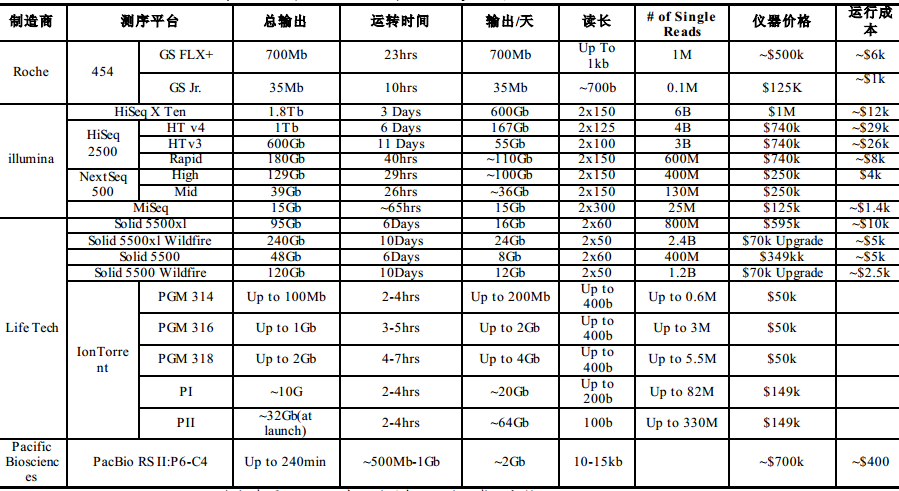 制造商 测序平台 总输出 运转时间 输出/天 读长 # of Single Reads 仪器价格 运行成本
Roche 454 GS FLX+ 700Mb 23hrs 700Mb Up To 1kb 1M ~$500k ~$6k
GS Jr. 35Mb 10hrs 35Mb ~700b 0.1M $125K ~$1k
illumina HiSeq X Ten 1.8Tb 3 Days 600Gb 2x150 6B $1M ~$12k
HiSeq 2500 HT v4 1Tb 6 Days 167Gb 2x125 4B $740k ~$29k
HTv3 600Gb 11 Days 55Gb 2x100 3B $740k ~$26k
Rapid 180Gb 40hrs ~110Gb 2x150 600M $740k ~$8k
NextSeq 500 High 129Gb 29hrs ~100Gb 2x150 400M $250k $4k
Mid 39Gb 26hrs ~36Gb 2x150 130M $250k
MiSeq 15Gb ~65hrs 15Gb 2x300 25M $125k ~$1.4k
Life Tech Solid 5500xl 95Gb 6Days 16Gb 2x60 800M $595k ~$10k
Solid 5500xl Wildfire 240Gb 10Days 24Gb 2x50 2.4B $70k Upgrade ~$5k
Solid 5500 48Gb 6Days 8Gb 2x60 400M $349kk ~$5k
Solid 5500 Wildfire 120Gb 10Days 12Gb 2x50 1.2B $70k Upgrade ~$2.5k
IonTorrent PGM 314 Up to 100Mb 2-4hrs Up to 200Mb Up to 400b Up to 0.6M $50k
PGM 316 Up to 1Gb 3-5hrs Up to 2Gb Up to 400b Up to 3M $50k
PGM 318 Up to 2Gb 4-7hrs Up to 4Gb Up to 400b Up to 5.5M $50k
PI ~10G 2-4hrs ~20Gb Up to 200b Up to 82M $149k
PII ~32Gb(at launch) 2-4hrs ~64Gb 100b Up to 330M $149k
Pacific Biosciences PacBio RS II:P6-C4 Up to 240min ~500Mb-1Gb ~2Gb 10-15kb ~$700k ~$400